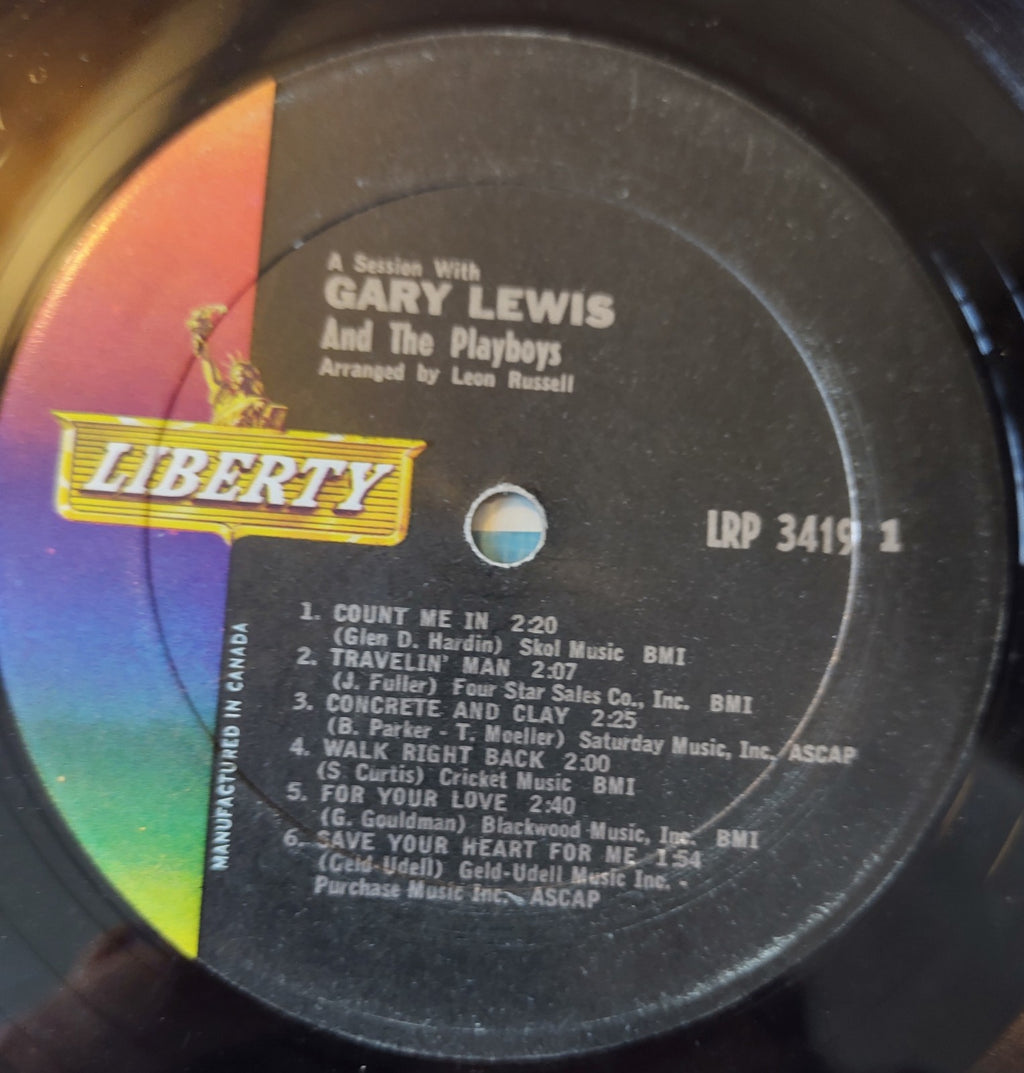 A Session With
GARY LEWIS
And The Playboys
Arranged by Leon Russell
LIBERTY
LRP 3419 1
1. COUNT ME IN 2:20
(Glen D. Hardin) Skol Music BMI
2. TRAVELIN' MAN 2:07
(J. Fuller) Four Star Sales Co., Inc. BMI
3. CONCRETE AND CLAY 2:25
(B. Parker - T. Moeller) Saturday Music, Inc. ASCAP
4. WALK RIGHT BACK 2:00
(S. Curtis) Cricket Music BMI
5. FOR YOUR LOVE 2:40
(G. Gouldman) Blackwood Music, Inc. BMI
6. SAVE YOUR HEART FOR ME 1:54
(Geld-Udell) Geld-Udell Music Inc. -
Purchase Music Inc. - ASCAP
MANUFACTURED IN CANADA